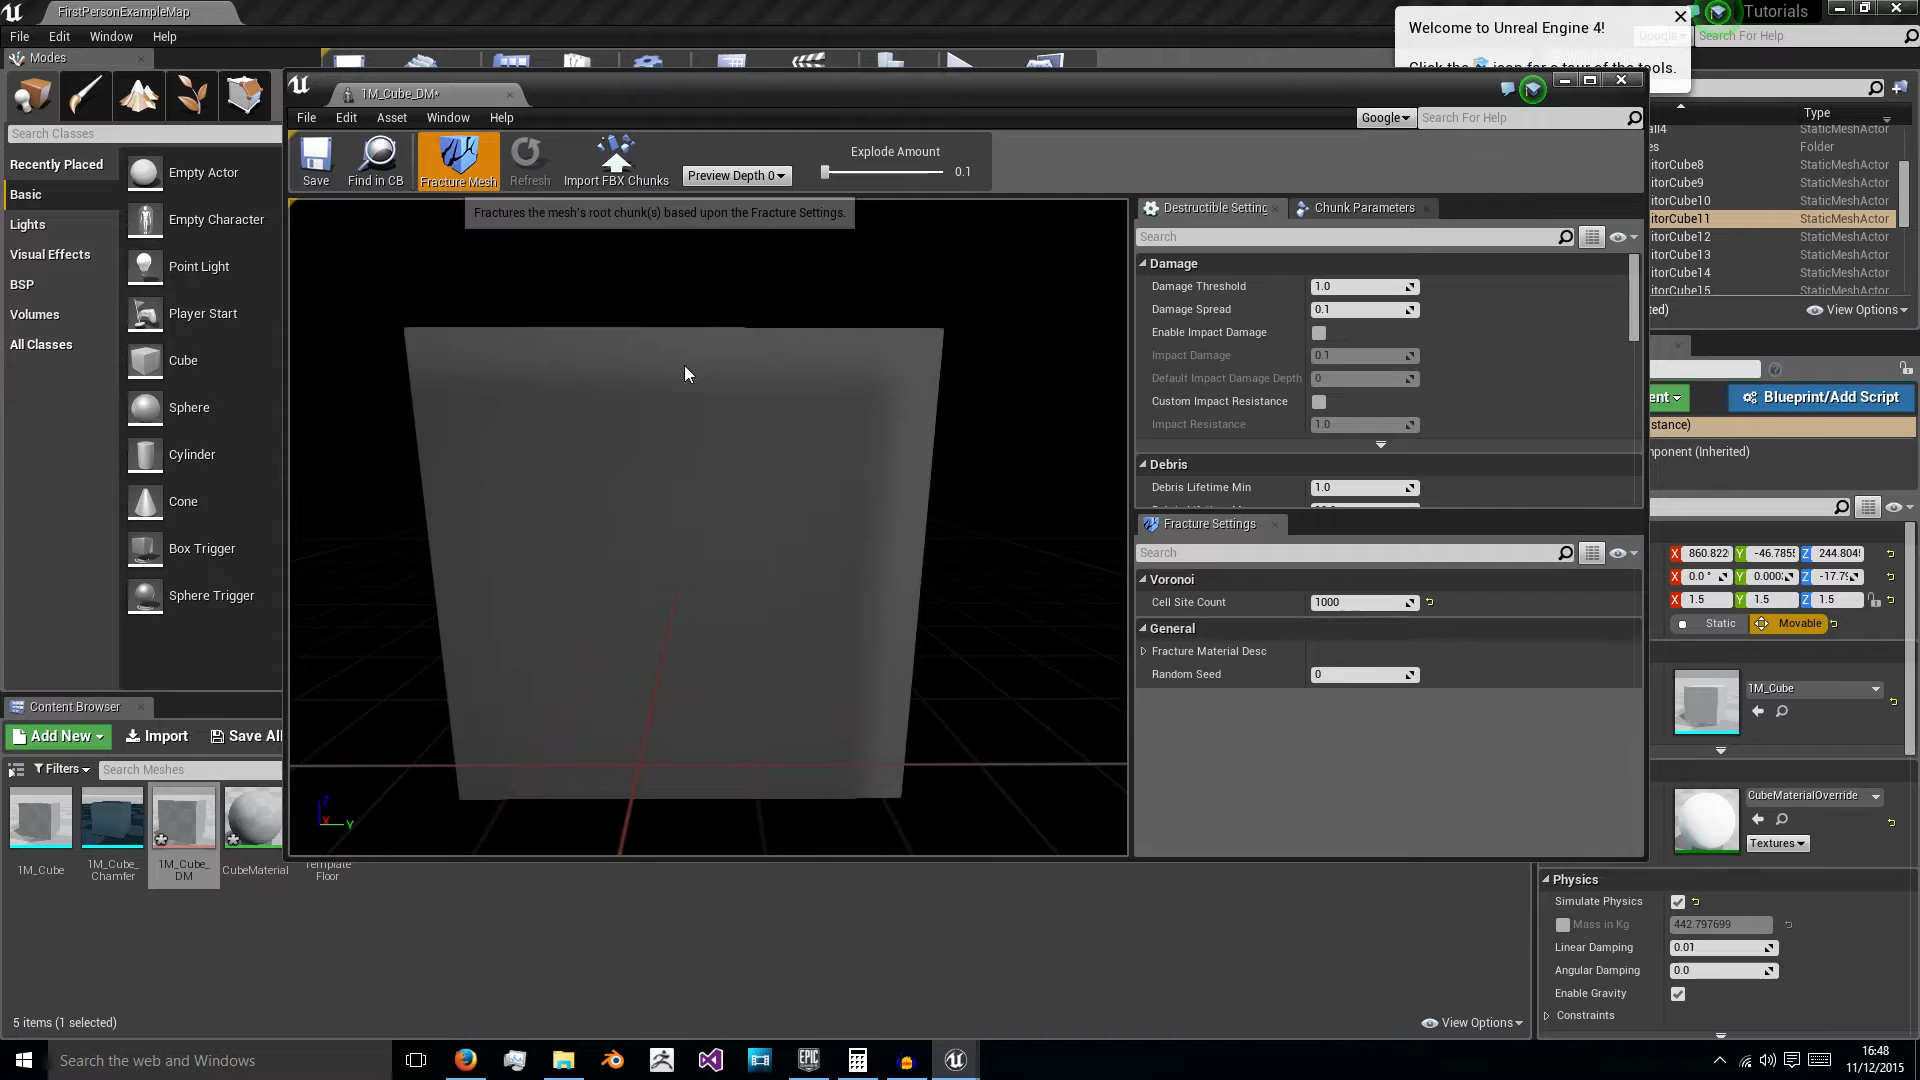 FirstPersonExampleMap
Tutorials
File Edit Window Help
Search For Help
Welcome to Unreal Engine 4!
icon for a tour of the tools.
Modes
Search Classes
Recently Placed
Basic
Lights
Visual Effects
BSP
Volumes
All Classes
Empty Actor
Empty Character
Point Light
Player Start
Cube
Sphere
Cylinder
Cone
Box Trigger
Sphere Trigger
1M_Cube_DM*
File Edit Asset Window Help
Google
Search For Help
Save
Find in CB
Fracture Mesh
Refresh
Import FBX Chunks
Preview Depth 0
Explode Amount
0.1
Fractures the mesh's root chunk(s) based upon the Fracture Settings.
Z
X Y
Destructible Setting
Chunk Parameters
Search
Damage
Damage Threshold 1.0
Damage Spread 0.1
Enable Impact Damage
Impact Damage 0.1
Default Impact Damage Depth 0
Custom Impact Resistance
Impact Resistance 1.0
Debris
Debris Lifetime Min 1.0
Fracture Settings
Search
Voronoi
Cell Site Count 1000
General
Fracture Material Desc
Random Seed 0
Type
StaticMeshActor
Folder
itorCube8 StaticMeshActor
itorCube9 StaticMeshActor
itorCube10 StaticMeshActor
itorCube11 StaticMeshActor
itorCube12 StaticMeshActor
itorCube13 StaticMeshActor
itorCube14 StaticMeshActor
itorCube15 StaticMeshActor
ted) View Options
Blueprint/Add Script
stance)
ponent (Inherited)
X 860.822 Y -46.785 Z 244.804
X 0.0 ° Y 0.000 Z -17.79
X 1.5 Y 1.5 Z 1.5
Static Movable
1M_Cube
CubeMaterialOverride
Textures
Physics
Simulate Physics
Mass in Kg 442.797699
Linear Damping 0.01
Angular Damping 0.0
Enable Gravity
Constraints
Content Browser
Add New Import Save All
Filters Search Meshes
1M_Cube
1M_Cube_
Chamfer
1M_Cube_
DM
CubeMaterial
Template
Floor
5 items (1 selected)
View Options
Search the web and Windows
EPIC
GAMES
16:48
11/12/2015